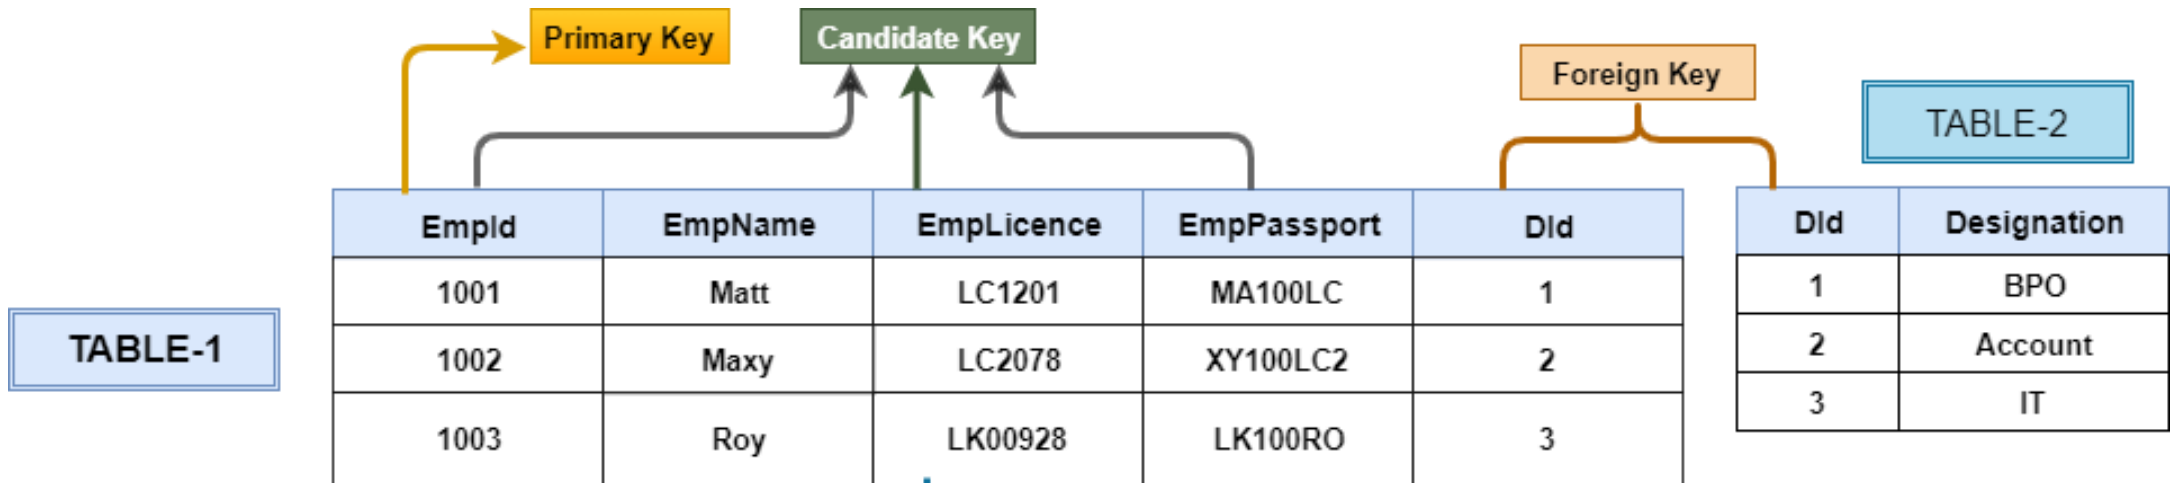 Primary Key
Candidate Key
Foreign Key
TABLE-2
EmpId EmpName EmpLicence EmpPassport DId
DId Designation
1001 Matt LC1201 MA100LC 1
1 BPO
TABLE-1
1002 Maxy LC2078 XY100LC2 2
2 Account
1003 Roy LK00928 LK100RO 3
3 IT